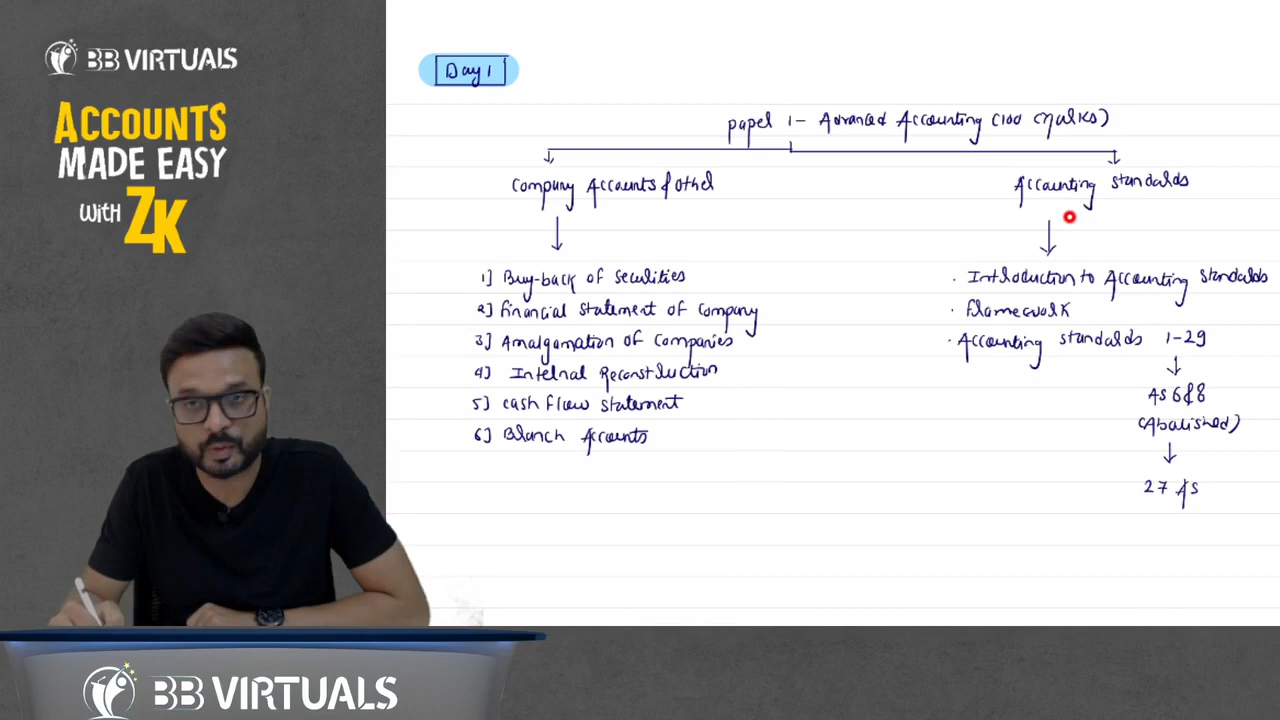 BB VIRTUALS
ACCOUNTS
MADE EASY
WITH ZK
Day 1
Paper 1 - Advanced Accounting (100 Marks)
Company Accounts & Other
Accounting Standards
1] Buy-back of Securities
2] Financial Statement of Company
3] Amalgamation of Companies
4] Internal Reconstruction
5] Cash Flow Statement
6] Branch Accounts
· Introduction to Accounting Standards
· Framework
· Accounting Standards 1-29
AS 6 & 8
(Abolished)
27 AS
BB VIRTUALS